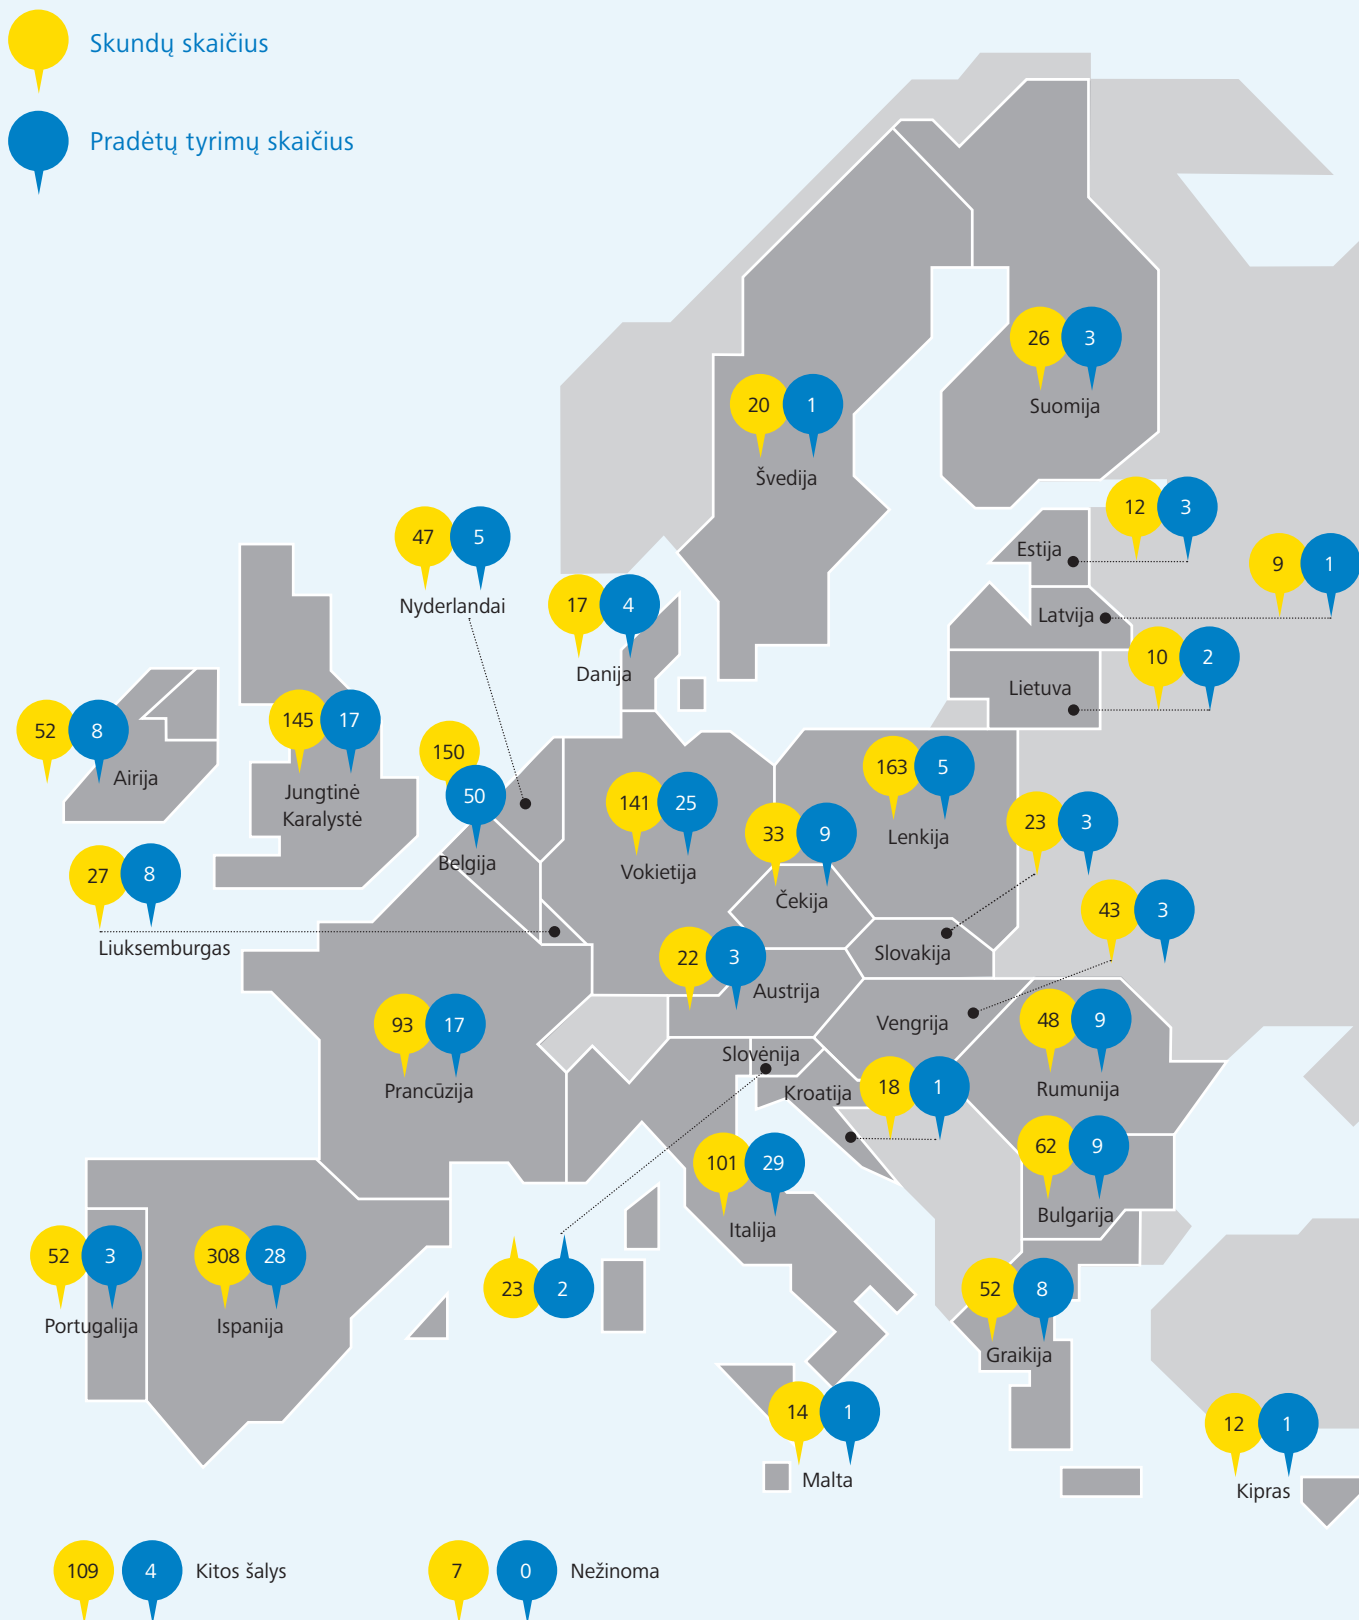 Skundų skaičius
Pradėtų tyrimų skaičius
26 3
Suomija
20 1
Švedija
12 3
Estija
47 5
Nyderlandai
9 1
Latvija
17 4
Danija
10 2
Lietuva
52 8
Airija
145 17
Jungtinė
Karalystė
150
50
Belgija
141 25
Vokietija
163 5
Lenkija
33 9
Čekija
23 3
Slovakija
27 8
Liuksemburgas
43 3
Vengrija
22 3
Austrija
93 17
Prancūzija
48 9
Rumunija
Slovėnija
Kroatija
18 1
62 9
Bulgarija
101 29
Italija
52 3
Portugalija
308 28
Ispanija
23 2
52 8
Graikija
14 1
Malta
12 1
Kipras
109 4 Kitos šalys
7 0 Nežinoma